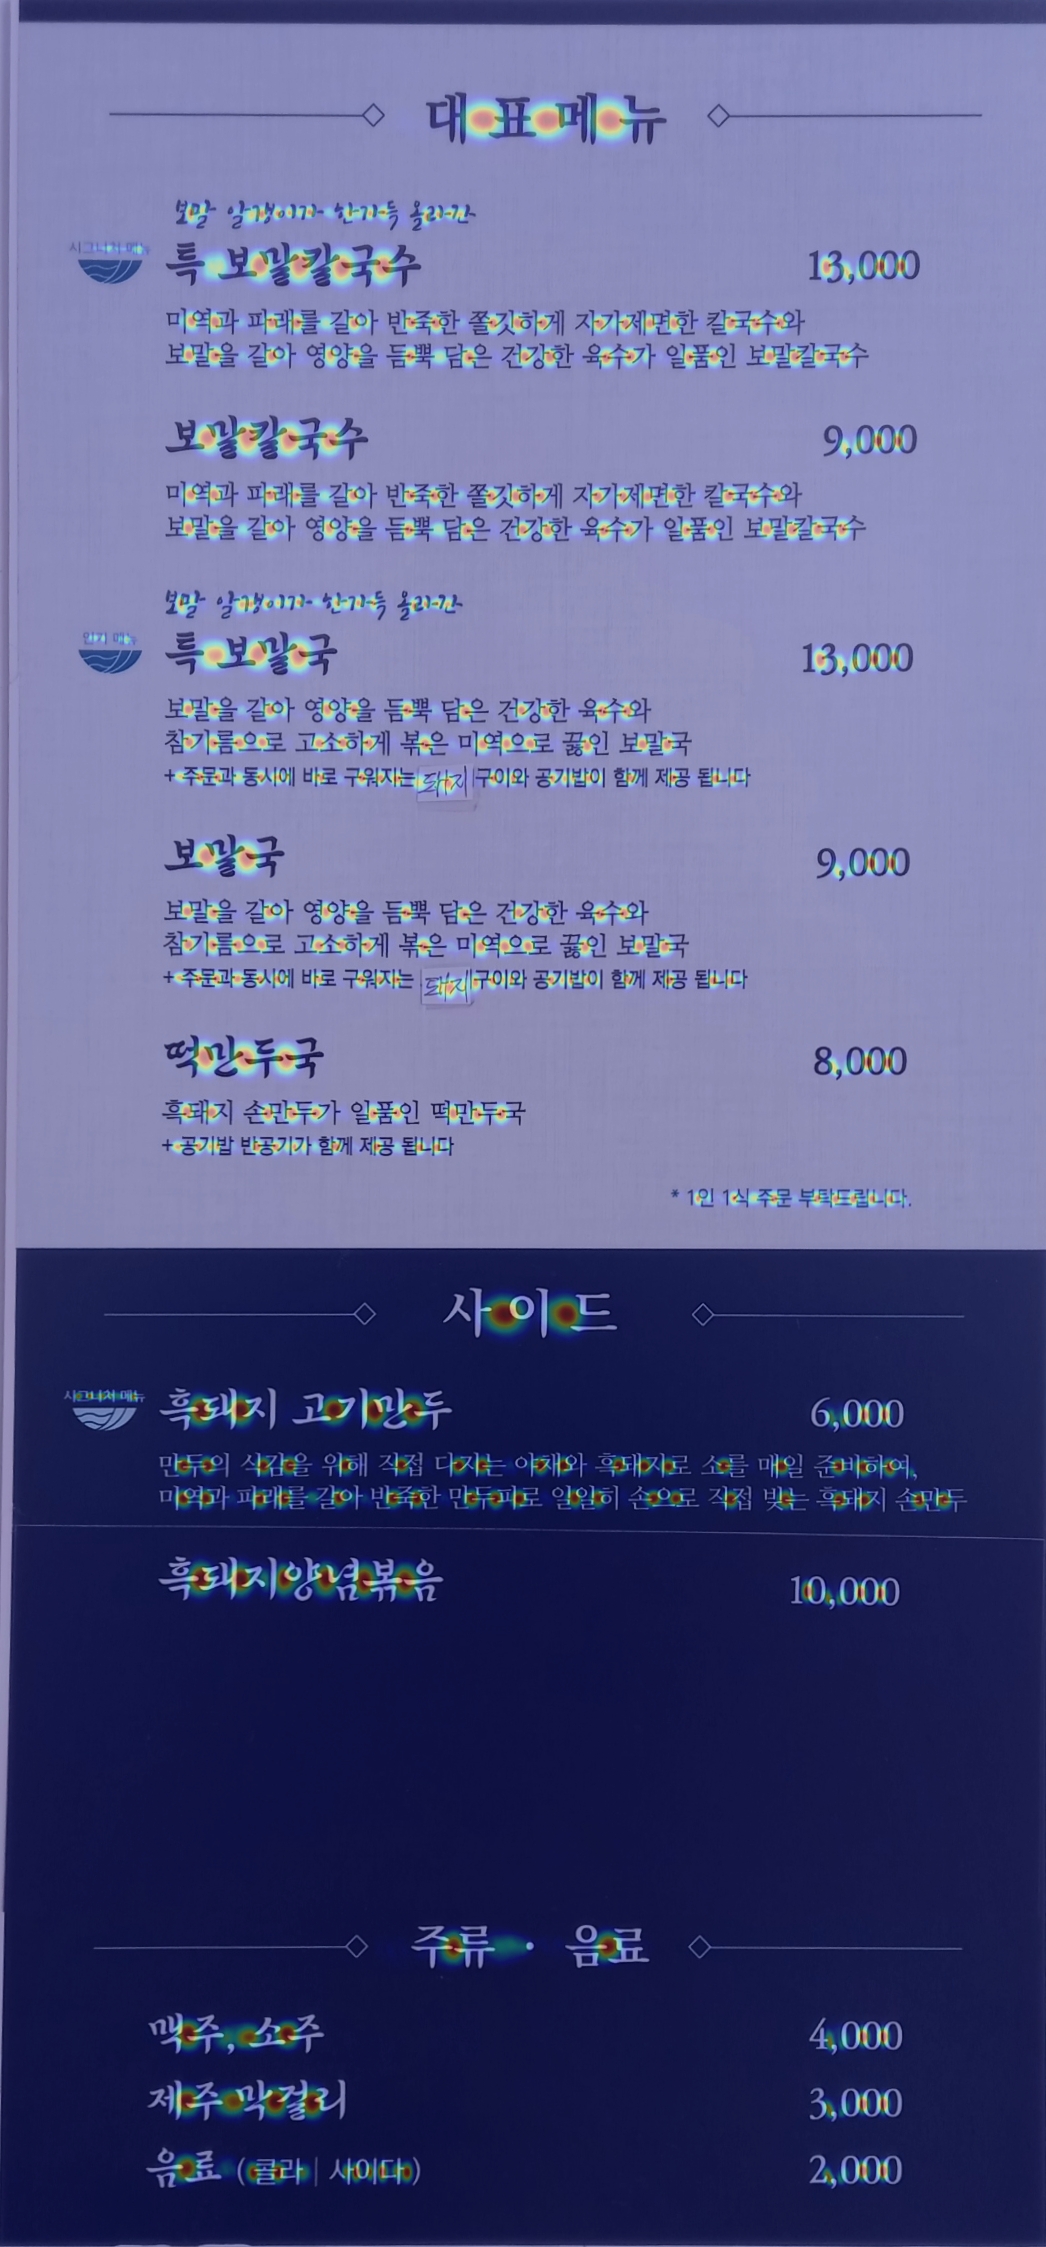 대표메뉴
보말 알갱이가 한가득 올라간
시그니처 메뉴
특 보말칼국수 13,000
미역과 파래를 갈아 반죽한 쫄깃하게 자가제면한 칼국수와
보말을 갈아 영양을 듬뿍 담은 건강한 육수가 일품인 보말칼국수
보말칼국수 9,000
미역과 파래를 갈아 반죽한 쫄깃하게 자가제면한 칼국수와
보말을 갈아 영양을 듬뿍 담은 건강한 육수가 일품인 보말칼국수
보말 알갱이가 한가득 올라간
인기 메뉴
특 보말국 13,000
보말을 갈아 영양을 듬뿍 담은 건강한 육수와
참기름으로 고소하게 볶은 미역으로 끓인 보말국
+ 주문과 동시에 바로 구워지는 돼지 구이와 공기밥이 함께 제공 됩니다
보말국 9,000
보말을 갈아 영양을 듬뿍 담은 건강한 육수와
참기름으로 고소하게 볶은 미역으로 끓인 보말국
+ 주문과 동시에 바로 구워지는 돼지 구이와 공기밥이 함께 제공 됩니다
떡만두국 8,000
흑돼지 손만두가 일품인 떡만두국
+ 공기밥 반공기가 함께 제공 됩니다
* 1인 1식 주문 부탁드립니다.
사이드
시그니처 메뉴
흑돼지 고기만두 6,000
만두의 식감을 위해 직접 다지는 야채와 흑돼지로 소를 매일 준비하여,
미역과 파래를 갈아 반죽한 만두피로 일일히 손으로 직접 빚는 흑돼지 손만두
흑돼지양념볶음 10,000
주류 · 음료
맥주, 소주 4,000
제주 막걸리 3,000
음료 (콜라 | 사이다) 2,000